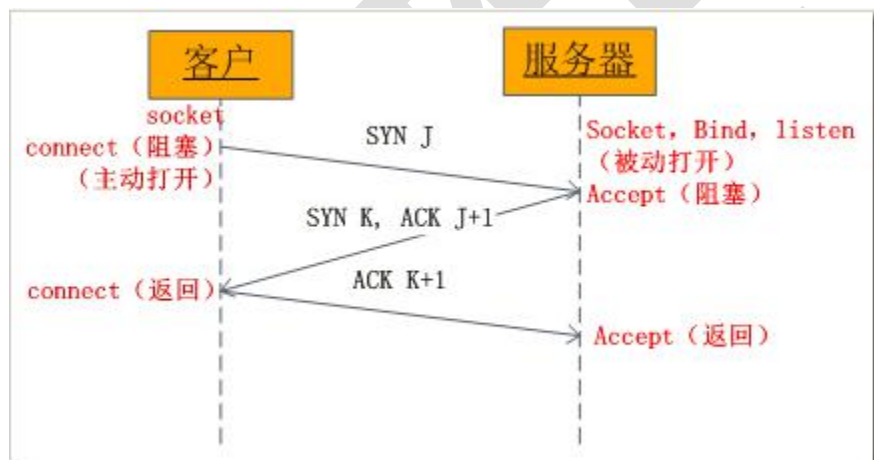 客户
服务器
socket
connect（阻塞）
（主动打开）
SYN J
Socket, Bind, listen
（被动打开）
Accept（阻塞）
SYN K, ACK J+1
connect（返回）
ACK K+1
Accept（返回）